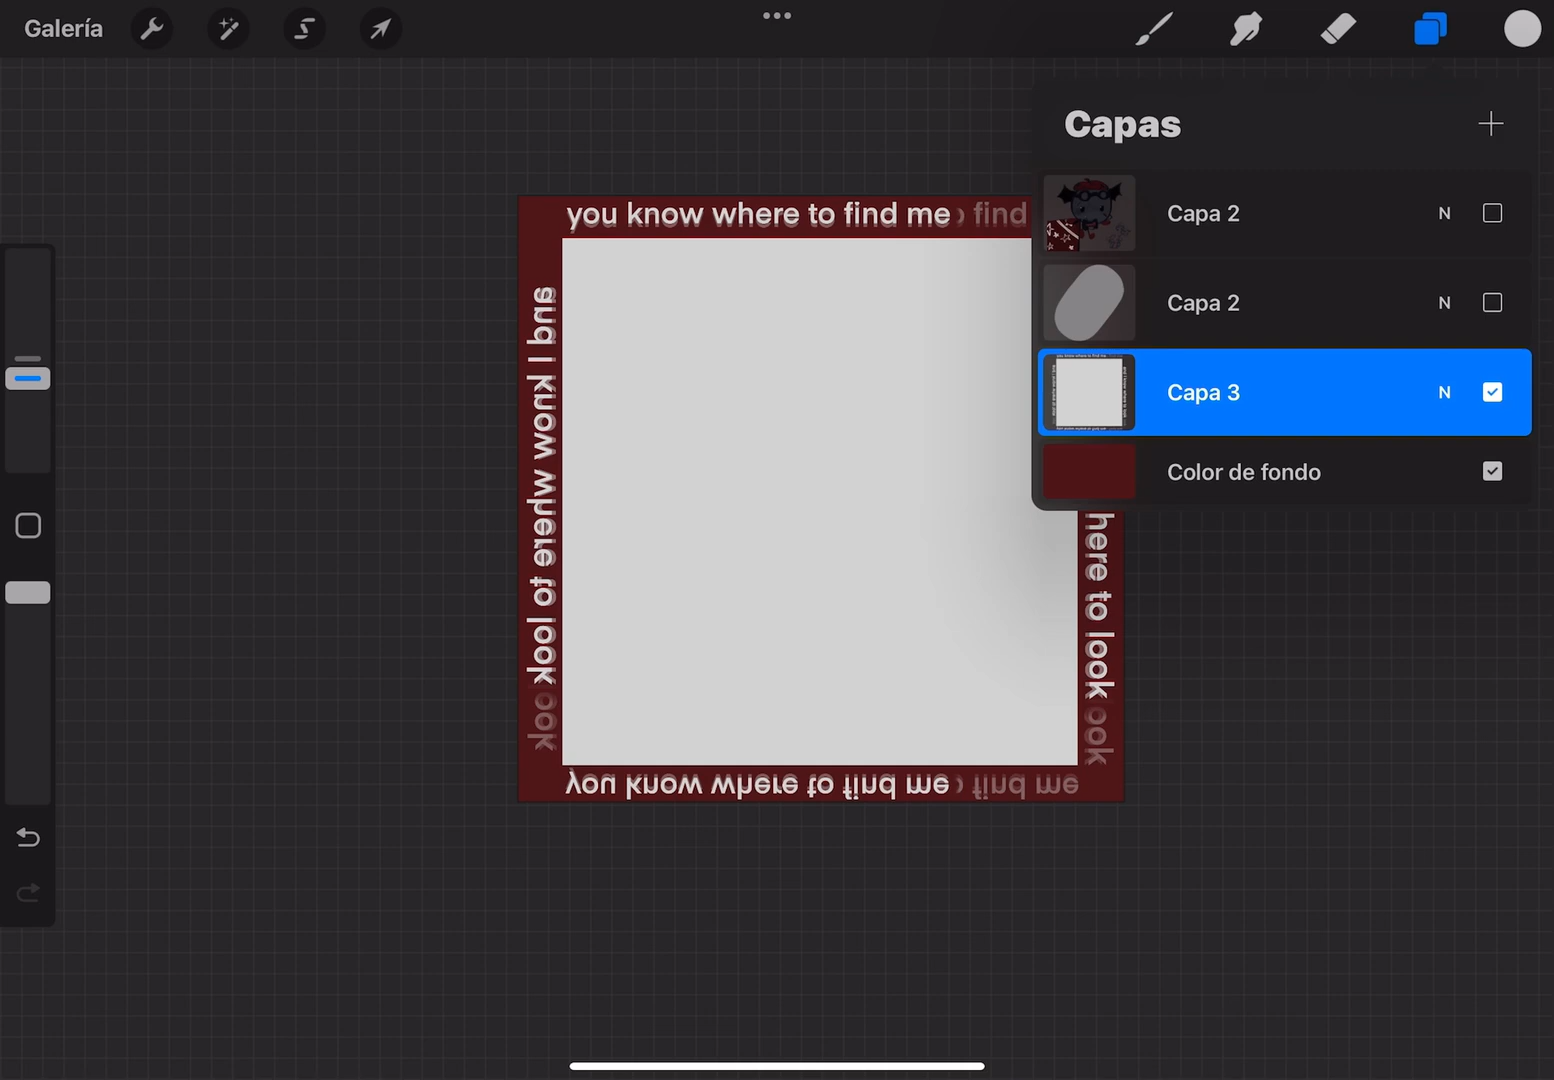 Galería
Capas
Capa 2 N
Capa 2 N
Capa 3 N
Color de fondo
you know where to find me find
and I know where to look ook
here to look ook
you know where to find me find me